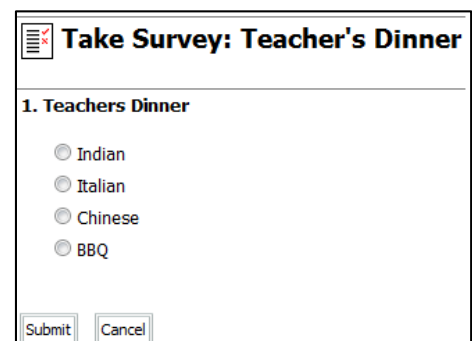 Take Survey: Teacher's Dinner
1. Teachers Dinner
Indian
Italian
Chinese
BBQ
Submit Cancel